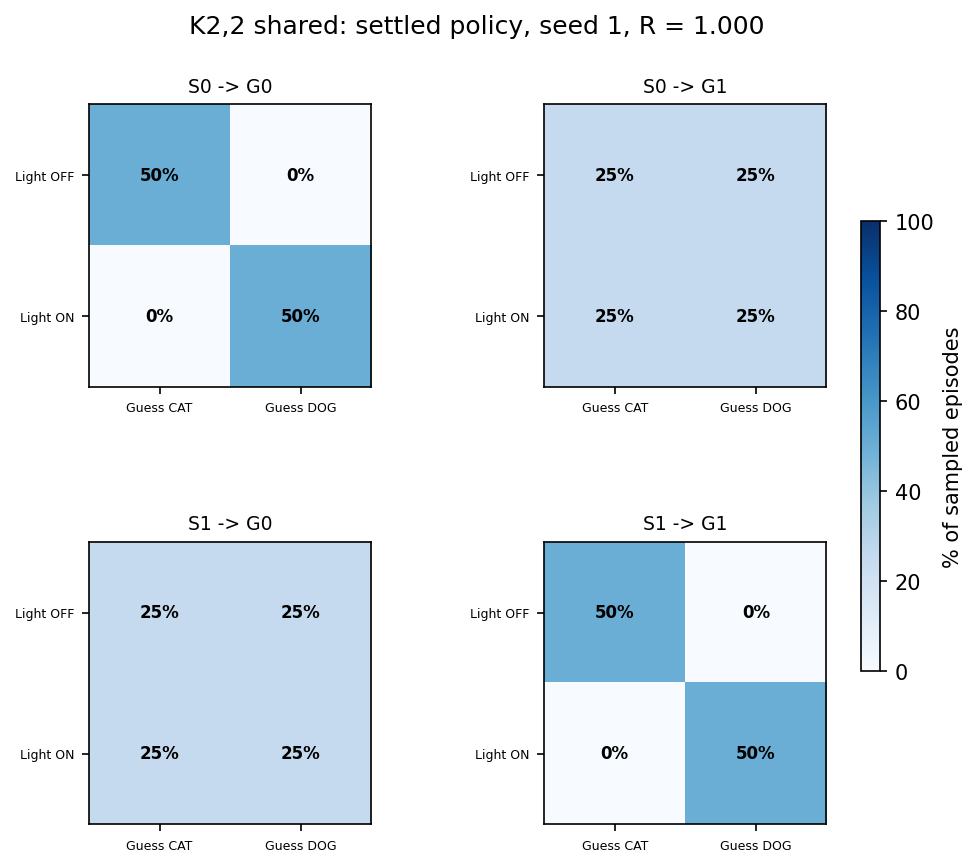 K2,2 shared: settled policy, seed 1, R = 1.000
S0 -> G0
S0 -> G1
Light OFF
50%
0%
Light OFF
25%
25%
Light ON
0%
50%
Light ON
25%
25%
Guess CAT
Guess DOG
Guess CAT
Guess DOG
S1 -> G0
S1 -> G1
Light OFF
25%
25%
Light OFF
50%
0%
Light ON
25%
25%
Light ON
0%
50%
Guess CAT
Guess DOG
Guess CAT
Guess DOG
100
80
60
40
20
0
% of sampled episodes